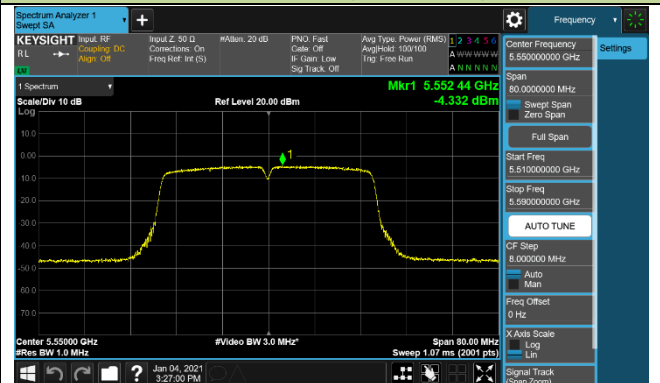 Spectrum Analyzer 1
Swept SA
Frequency
KEYSIGHT
RL
Input: RF
Coupling: DC
Align: Off
Input Z: 50 Ω
Corrections: On
Freq Ref: Int (S)
#Atten: 20 dB
PNO: Fast
Gate: Off
IF Gain: Low
Sig Track: Off
Avg Type: Power (RMS)
Avg|Hold: 100/100
Trig: Free Run
1 2 3 4 5 6
A W W W W W
A N N N N N
1 Spectrum
Scale/Div 10 dB
Ref Level 20.00 dBm
Mkr1 5.552 44 GHz
-4.332 dBm
Log
10.0
0.00
-10.0
-20.0
-30.0
-40.0
-50.0
-60.0
-70.0
1
Center 5.55000 GHz
#Video BW 3.0 MHz*
Span 80.00 MHz
#Res BW 1.0 MHz
Sweep 1.07 ms (2001 pts)
Jan 04, 2021
3:27:00 PM
Center Frequency
5.550000000 GHz
Settings
Span
80.0000000 MHz
Swept Span
Zero Span
Full Span
Start Freq
5.510000000 GHz
Stop Freq
5.590000000 GHz
AUTO TUNE
CF Step
8.000000 MHz
Auto
Man
Freq Offset
0 Hz
X Axis Scale
Log
Lin
Signal Track
(Span Zoom)